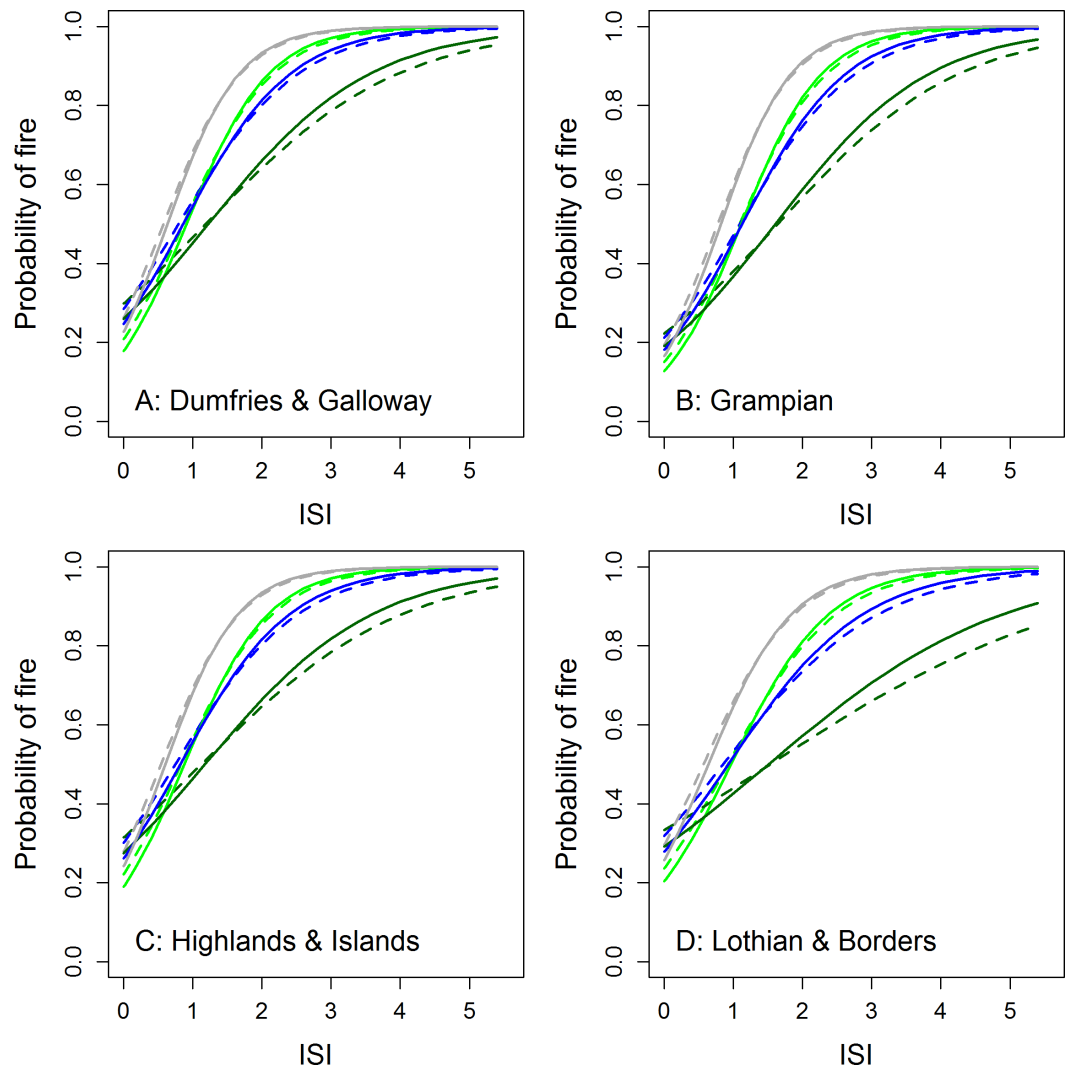 Probability of fire
1.0
0.8
0.6
0.4
0.2
0.0
A: Dumfries & Galloway
0 1 2 3 4 5
ISI
Probability of fire
1.0
0.8
0.6
0.4
0.2
0.0
B: Grampian
0 1 2 3 4 5
ISI
Probability of fire
1.0
0.8
0.6
0.4
0.2
0.0
C: Highlands & Islands
0 1 2 3 4 5
ISI
Probability of fire
1.0
0.8
0.6
0.4
0.2
0.0
D: Lothian & Borders
0 1 2 3 4 5
ISI